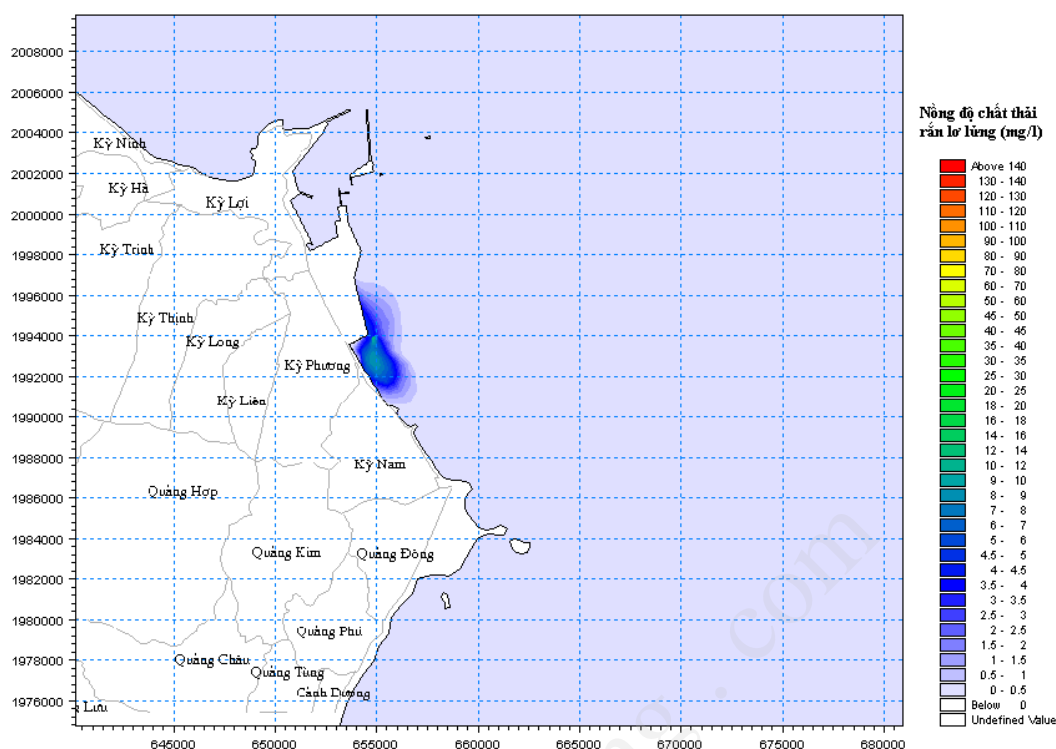 2008000
2006000
2004000
2002000
2000000
1998000
1996000
1994000
1992000
1990000
1988000
1986000
1984000
1982000
1980000
1978000
1976000
645000
650000
655000
660000
665000
670000
675000
680000
Kỳ Ninh
Kỳ Hà
Kỳ Lợi
Kỳ Trinh
Kỳ Thịnh
Kỳ Long
Kỳ Phương
Kỳ Liên
Kỳ Nam
Quảng Hợp
Quảng Kim
Quảng Đông
Quảng Phú
Quảng Châu
Quảng Tùng
Cảnh Dương
Lưu
Nồng độ chất thải
rắn lơ lửng (mg/l)
Above 140
130 - 140
120 - 130
110 - 120
100 - 110
90 - 100
80 - 90
70 - 80
60 - 70
50 - 60
45 - 50
40 - 45
35 - 40
30 - 35
25 - 30
20 - 25
18 - 20
16 - 18
14 - 16
12 - 14
10 - 12
9 - 10
8 - 9
7 - 8
6 - 7
5 - 6
4.5 - 5
4 - 4.5
3.5 - 4
3 - 3.5
2.5 - 3
2 - 2.5
1.5 - 2
1 - 1.5
0.5 - 1
0 - 0.5
Below 0
Undefined Value